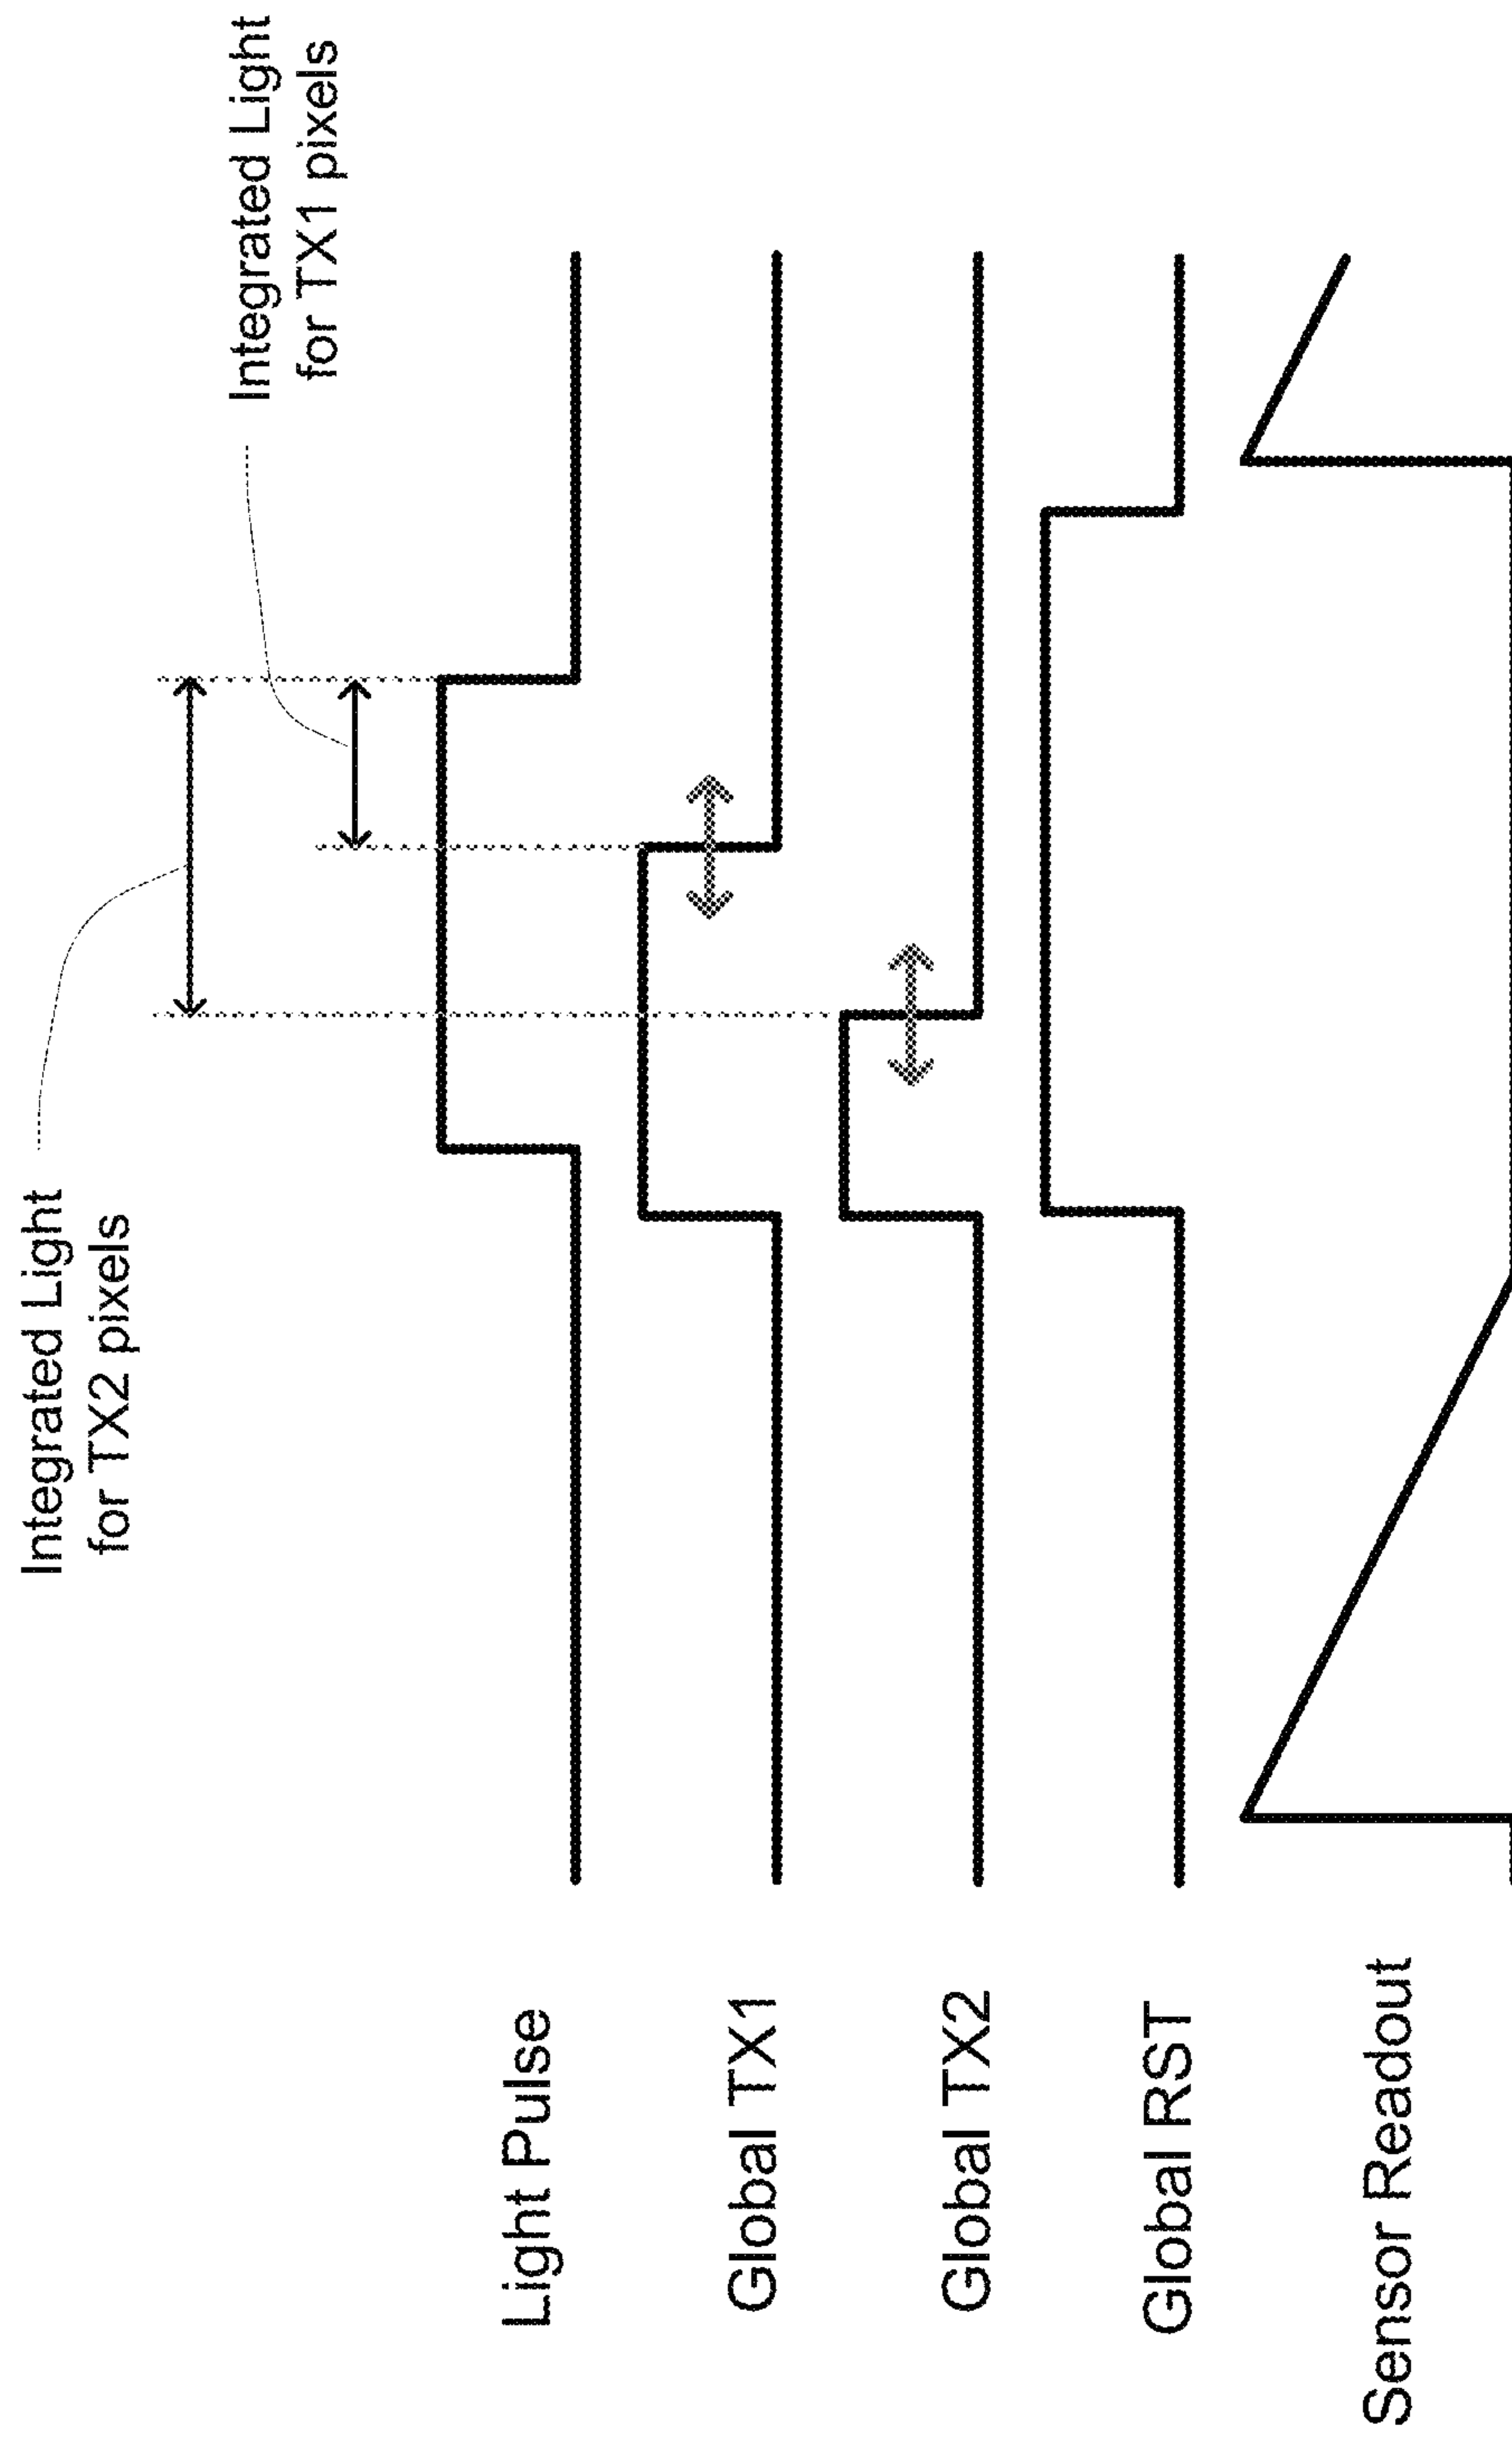 Integrated Light
for TX2 pixels
Integrated Light
for TX1 pixels
Light Pulse
Global TX1
Global TX2
Global RST
Sensor Readout